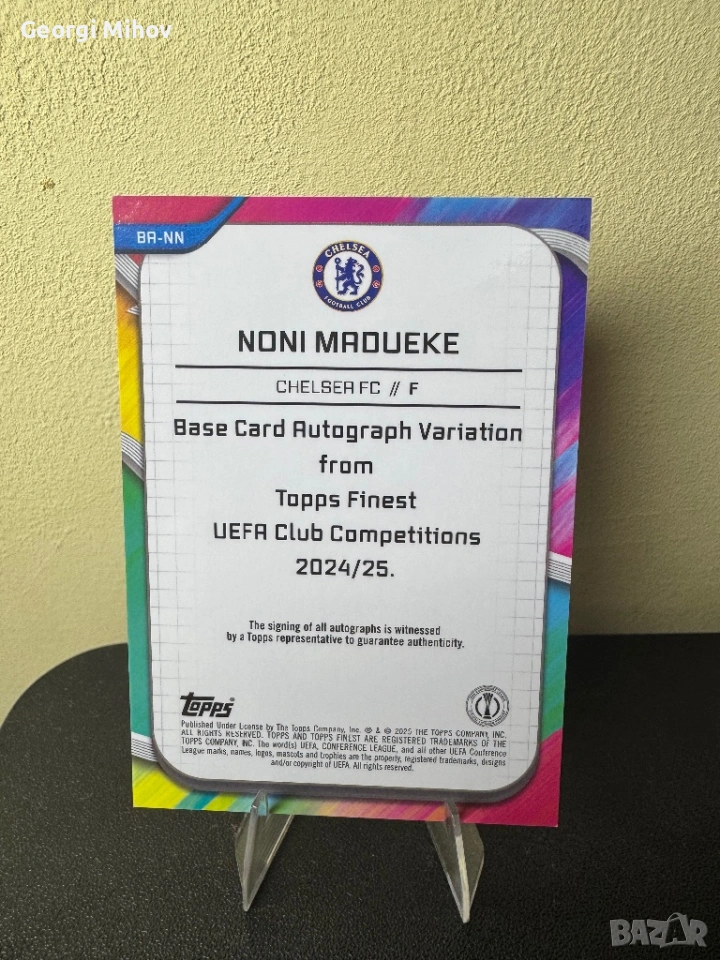 Georgi Mihov
BA-NN
CHELSEA
FOOTBALL CLUB
NONI MADUEKE
CHELSEA FC // F
Base Card Autograph Variation
from
Topps Finest
UEFA Club Competitions
2024/25.
The signing of all autographs is witnessed
by a Topps representative to guarantee authenticity.
topps
Published Under License by The Topps Company, Inc. ® & © 2025 THE TOPPS COMPANY, INC.
ALL RIGHTS RESERVED. TOPPS AND TOPPS FINEST ARE REGISTERED TRADEMARKS OF THE
TOPPS COMPANY, INC. The word(s) UEFA, CONFERENCE LEAGUE, and all other UEFA Conference
League marks, names, logos, mascots and trophies are the property, registered trademarks, designs
and/or copyright of UEFA. All rights reserved.
BAZAR